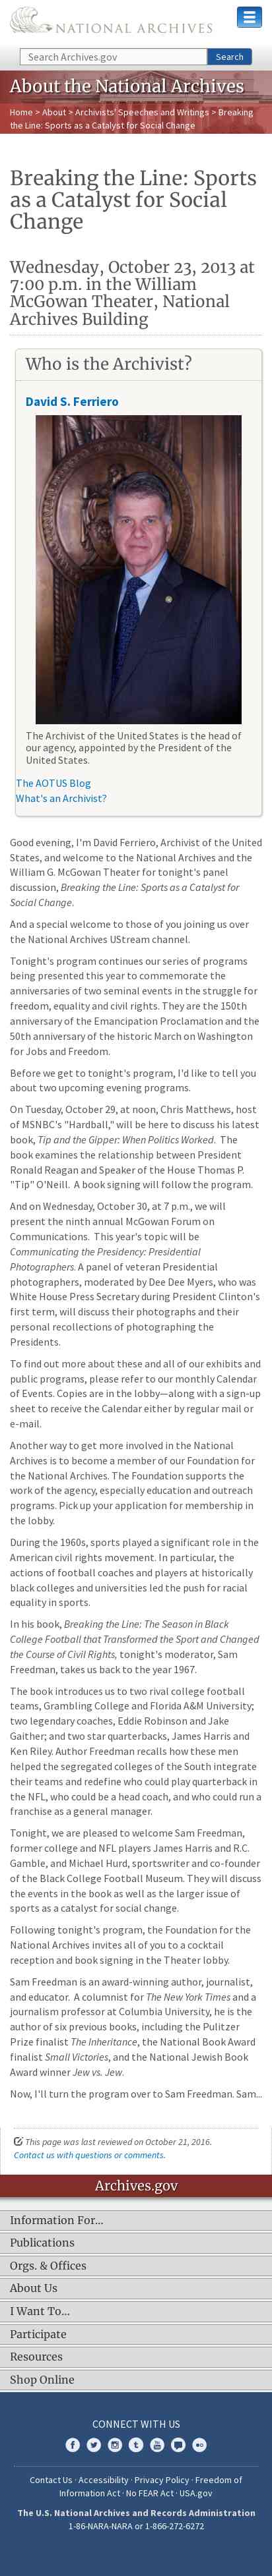 NATIONAL ARCHIVES
Search Archives.gov
Search
About the National Archives
Home > About > Archivists' Speeches and Writings > Breaking
the Line: Sports as a Catalyst for Social Change
Breaking the Line: Sports
as a Catalyst for Social
Change
Wednesday, October 23, 2013 at
7:00 p.m. in the William
McGowan Theater, National
Archives Building
Who is the Archivist?
David S. Ferriero
The Archivist of the United States is the head of
our agency, appointed by the President of the
United States.
The AOTUS Blog
What's an Archivist?
Good evening, I'm David Ferriero, Archivist of the United
States, and welcome to the National Archives and the
William G. McGowan Theater for tonight's panel
discussion, Breaking the Line: Sports as a Catalyst for
Social Change.
And a special welcome to those of you joining us over
the National Archives UStream channel.
Tonight's program continues our series of programs
being presented this year to commemorate the
anniversaries of two seminal events in the struggle for
freedom, equality and civil rights. They are the 150th
anniversary of the Emancipation Proclamation and the
50th anniversary of the historic March on Washington
for Jobs and Freedom.
Before we get to tonight's program, I'd like to tell you
about two upcoming evening programs.
On Tuesday, October 29, at noon, Chris Matthews, host
of MSNBC's "Hardball," will be here to discuss his latest
book, Tip and the Gipper: When Politics Worked. The
book examines the relationship between President
Ronald Reagan and Speaker of the House Thomas P.
"Tip" O'Neill. A book signing will follow the program.
And on Wednesday, October 30, at 7 p.m., we will
present the ninth annual McGowan Forum on
Communications. This year's topic will be
Communicating the Presidency: Presidential
Photographers. A panel of veteran Presidential
photographers, moderated by Dee Dee Myers, who was
White House Press Secretary during President Clinton's
first term, will discuss their photographs and their
personal recollections of photographing the
Presidents.
To find out more about these and all of our exhibits and
public programs, please refer to our monthly Calendar
of Events. Copies are in the lobby—along with a sign-up
sheet to receive the Calendar either by regular mail or
e-mail.
Another way to get more involved in the National
Archives is to become a member of our Foundation for
the National Archives. The Foundation supports the
work of the agency, especially education and outreach
programs. Pick up your application for membership in
the lobby.
During the 1960s, sports played a significant role in the
American civil rights movement. In particular, the
actions of football coaches and players at historically
black colleges and universities led the push for racial
equality in sports.
In his book, Breaking the Line: The Season in Black
College Football that Transformed the Sport and Changed
the Course of Civil Rights, tonight's moderator, Sam
Freedman, takes us back to the year 1967.
The book introduces us to two rival college football
teams, Grambling College and Florida A&M University;
two legendary coaches, Eddie Robinson and Jake
Gaither; and two star quarterbacks, James Harris and
Ken Riley. Author Freedman recalls how these men
helped the segregated colleges of the South integrate
their teams and redefine who could play quarterback in
the NFL, who could be a head coach, and who could run a
franchise as a general manager.
Tonight, we are pleased to welcome Sam Freedman,
former college and NFL players James Harris and R.C.
Gamble, and Michael Hurd, sportswriter and co-founder
of the Black College Football Museum. They will discuss
the events in the book as well as the larger issue of
sports as a catalyst for social change.
Following tonight's program, the Foundation for the
National Archives invites all of you to a cocktail
reception and book signing in the Theater lobby.
Sam Freedman is an award-winning author, journalist,
and educator. A columnist for The New York Times and a
journalism professor at Columbia University, he is the
author of six previous books, including the Pulitzer
Prize finalist The Inheritance, the National Book Award
finalist Small Victories, and the National Jewish Book
Award winner Jew vs. Jew.
Now, I'll turn the program over to Sam Freedman. Sam...
This page was last reviewed on October 21, 2016.
Contact us with questions or comments.
Archives.gov
Information For...
Publications
Orgs. & Offices
About Us
I Want To...
Participate
Resources
Shop Online
CONNECT WITH US
Contact Us · Accessibility · Privacy Policy · Freedom of
Information Act · No FEAR Act · USA.gov
The U.S. National Archives and Records Administration
1-86-NARA-NARA or 1-866-272-6272